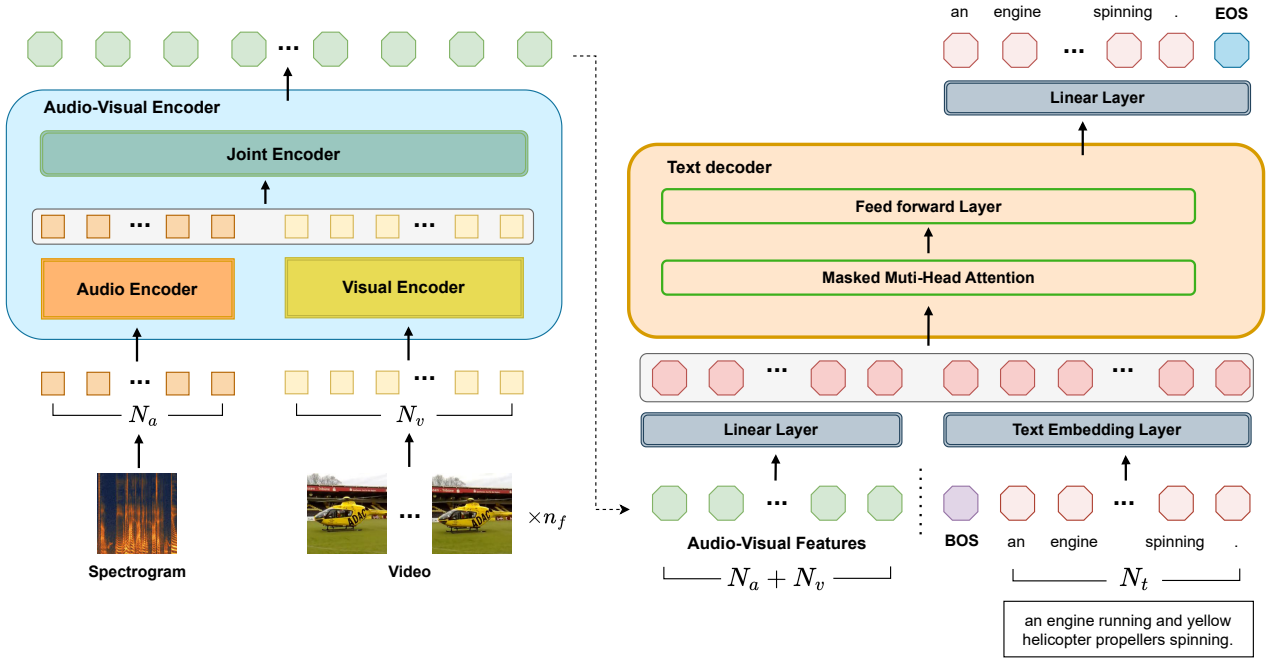 Audio-Visual Encoder
Joint Encoder
...
...
Audio Encoder
Visual Encoder
...
...
N_a
N_v
...
ADAC
ADAC
×n_f
Spectrogram
Video
an engine ... spinning . EOS
Linear Layer
Text decoder
Feed forward Layer
Masked Muti-Head Attention
... ...
Linear Layer
Text Embedding Layer
... ...
BOS an engine spinning .
Audio-Visual Features
N_a + N_v
N_t
an engine running and yellow
helicopter propellers spinning.